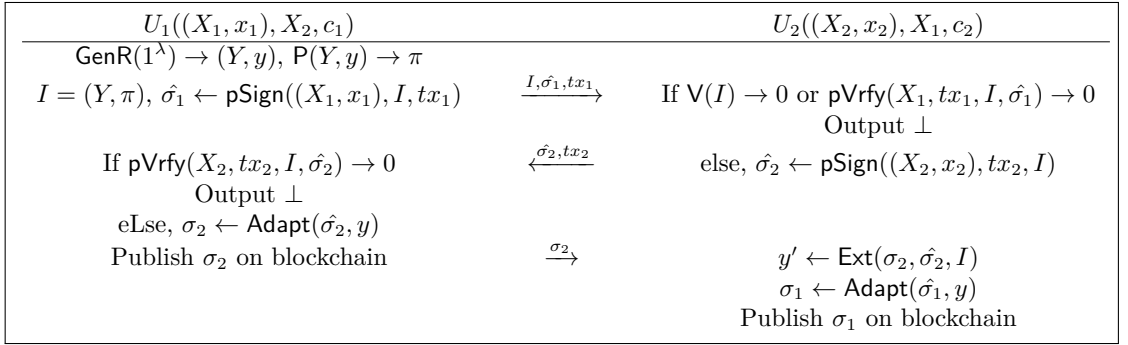 U₁((X₁, x₁), X₂, c₁) U₂((X₂, x₂), X₁, c₂)
GenR(1^λ) → (Y, y), P(Y, y) → π
I = (Y, π), σ̂₁ ← pSign((X₁, x₁), I, tx₁) I,σ̂₁,tx₁ ⟶ If V(I) → 0 or pVrfy(X₁, tx₁, I, σ̂₁) → 0
Output ⊥
If pVrfy(X₂, tx₂, I, σ̂₂) → 0 σ̂₂,tx₂ ⟵ else, σ̂₂ ← pSign((X₂, x₂), tx₂, I)
Output ⊥
eLse, σ₂ ← Adapt(σ̂₂, y)
Publish σ₂ on blockchain σ₂ ⟶ y′ ← Ext(σ₂, σ̂₂, I)
σ₁ ← Adapt(σ̂₁, y)
Publish σ₁ on blockchain